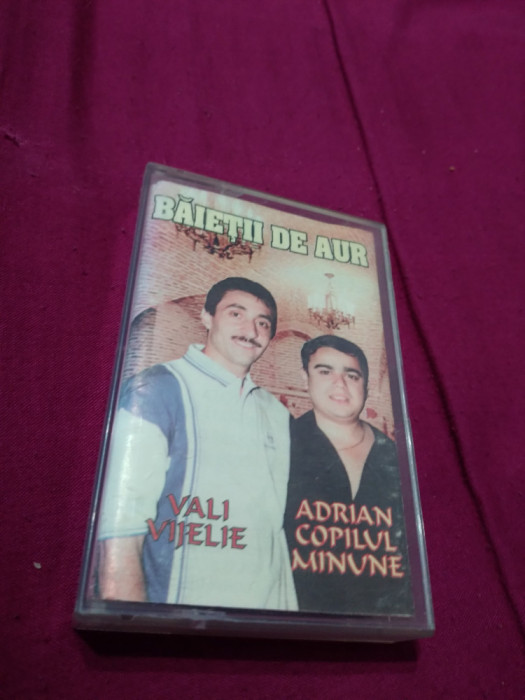 BĂIEȚII DE AUR
VALI
VIJELIE
ADRIAN
COPILUL
MINUNE